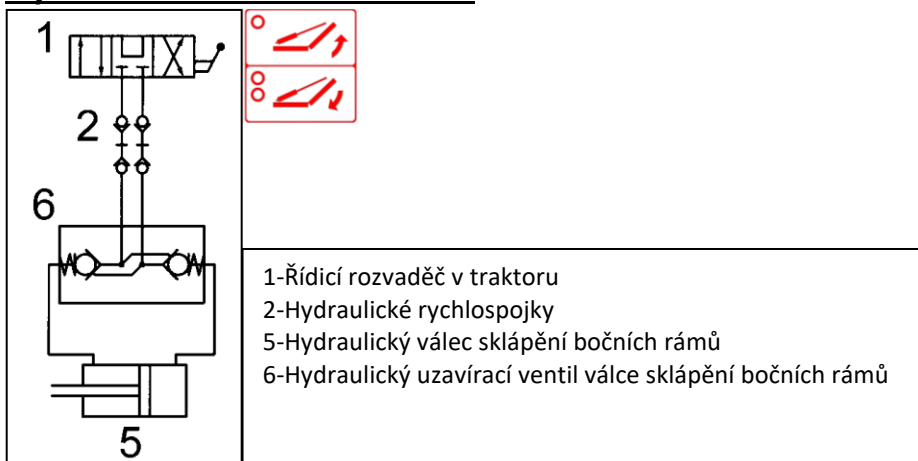 1
2
6
5
1-Řídicí rozvaděč v traktoru
2-Hydraulické rychlospojky
5-Hydraulický válec sklápění bočních rámů
6-Hydraulický uzavírací ventil válce sklápění bočních rámů